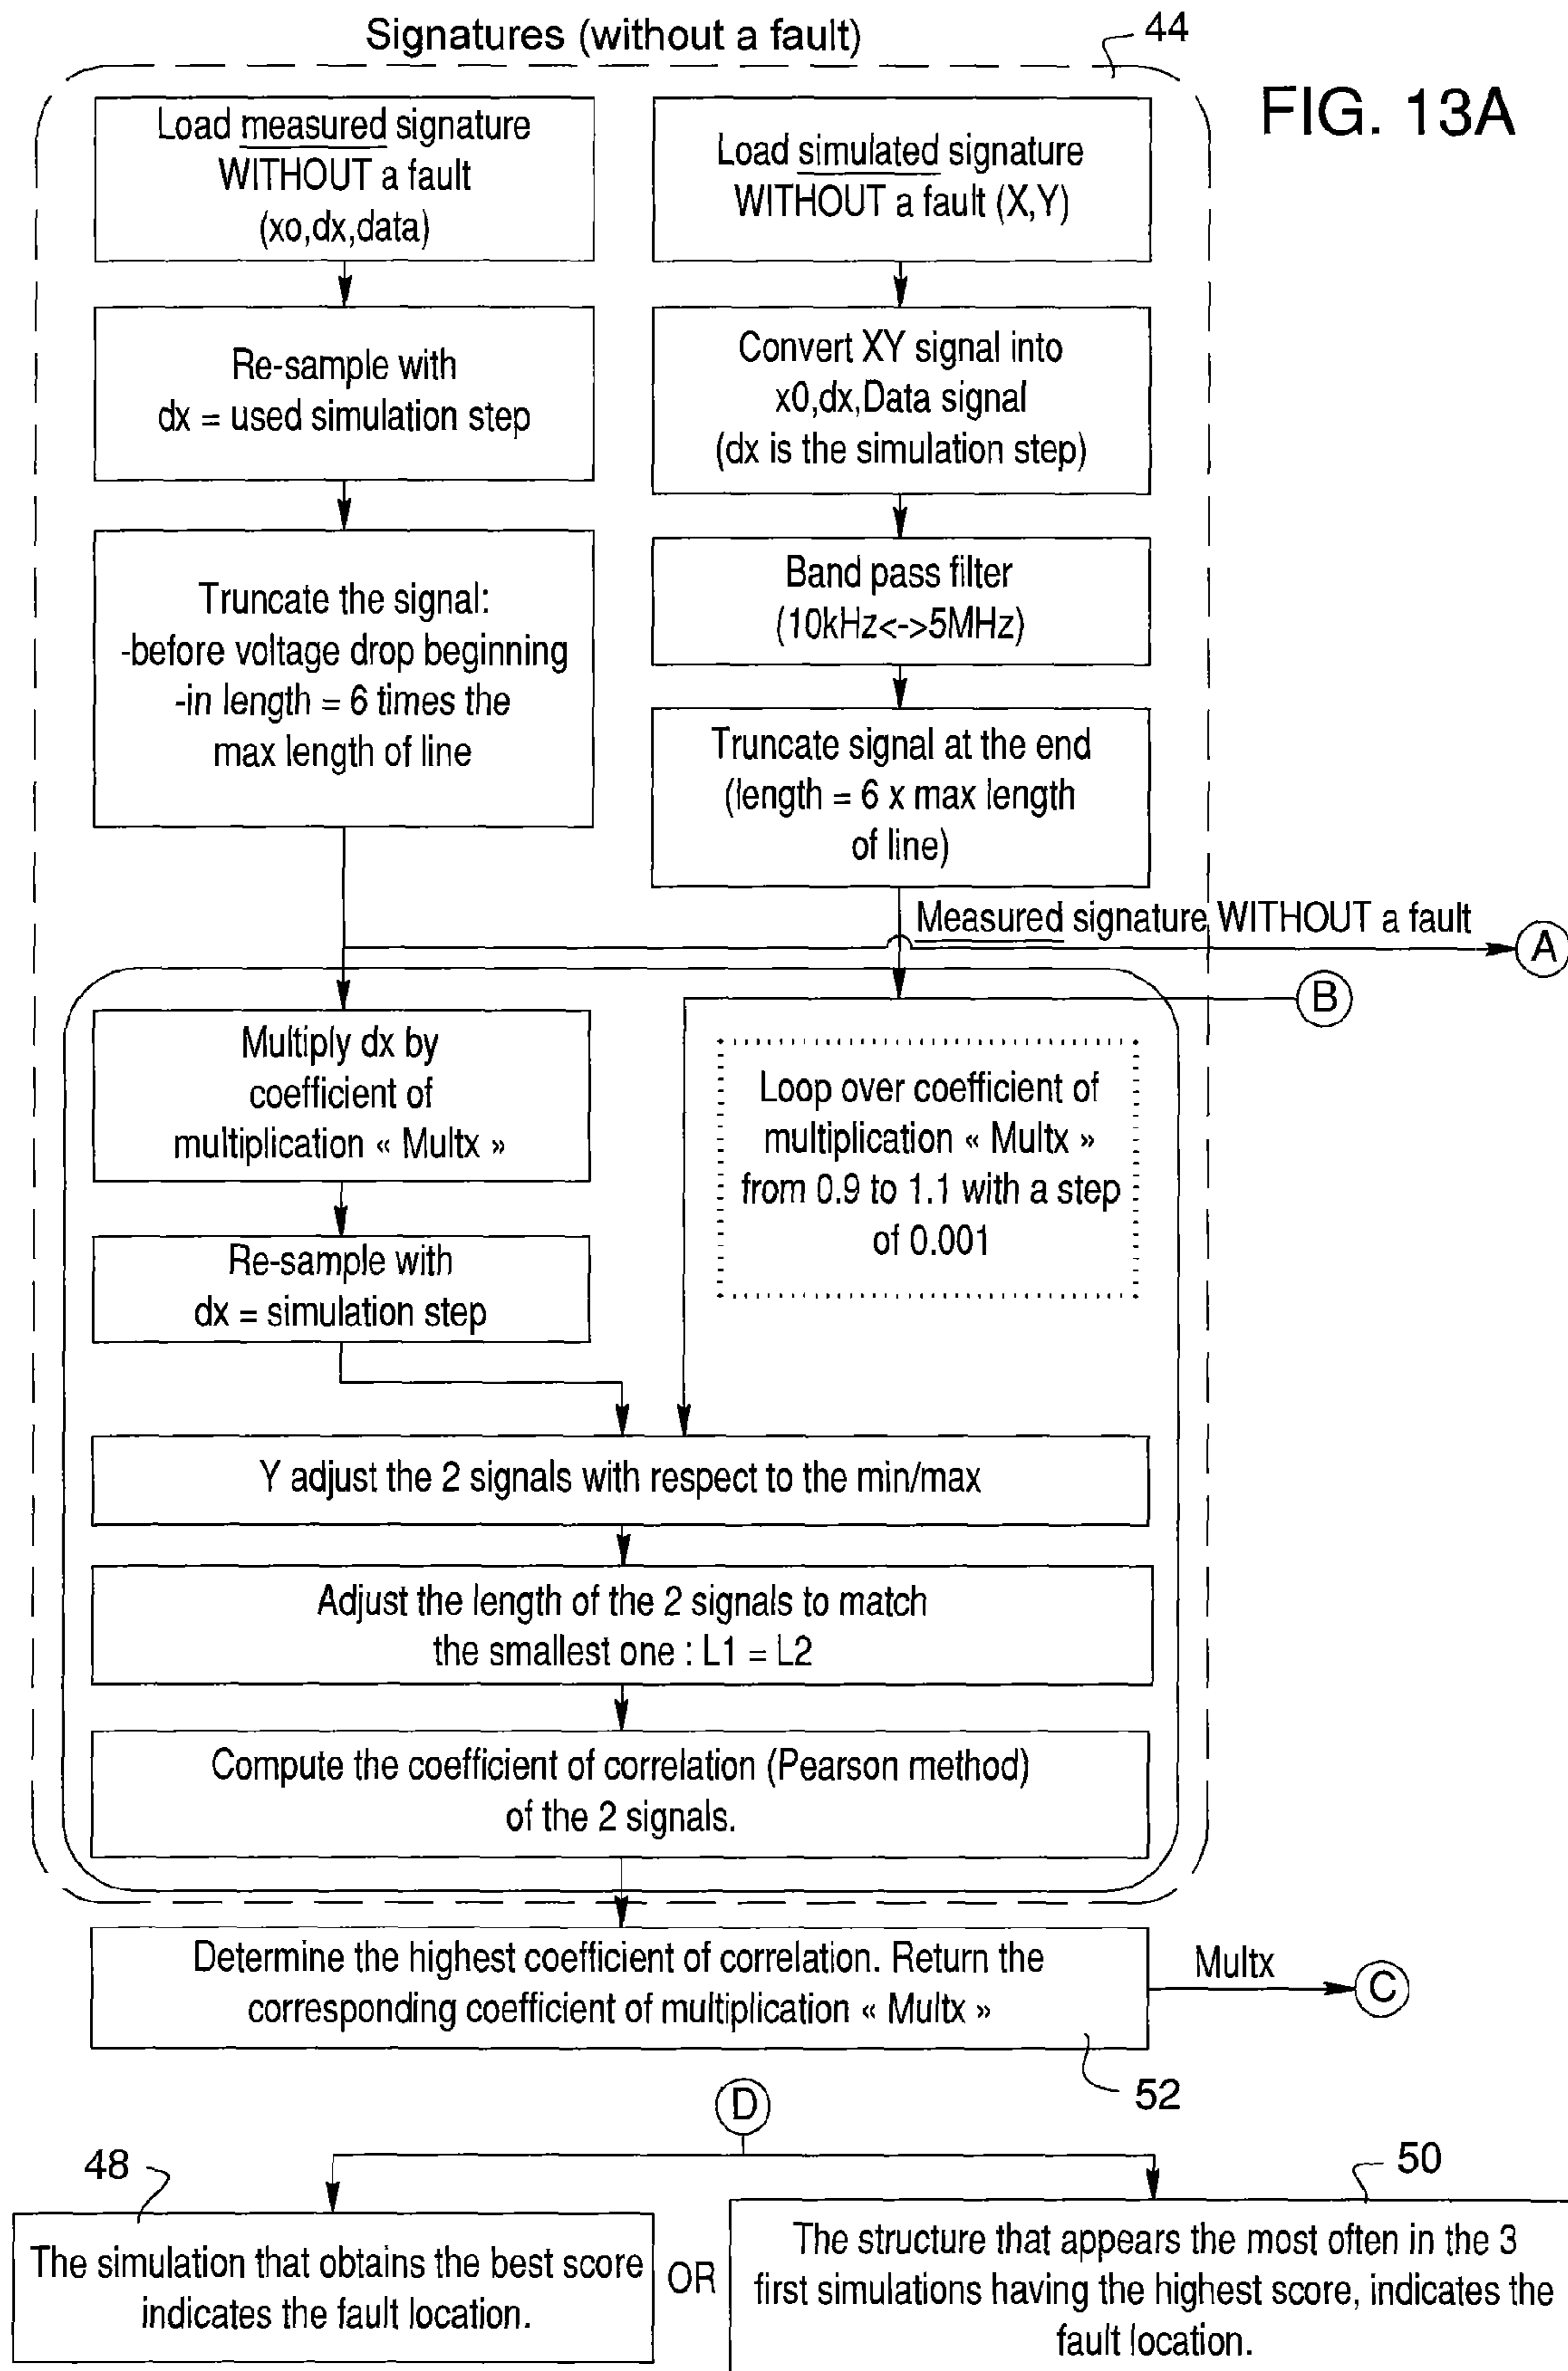 Signatures (without a fault)
44
FIG. 13A
Load measured signature
WITHOUT a fault
(xo,dx,data)
Load simulated signature
WITHOUT a fault (X,Y)
Re-sample with
dx = used simulation step
Convert XY signal into
x0,dx,Data signal
(dx is the simulation step)
Truncate the signal:
-before voltage drop beginning
-in length = 6 times the
max length of line
Band pass filter
(10kHz<->5MHz)
Truncate signal at the end
(length = 6 x max length
of line)
Measured signature WITHOUT a fault
A
B
Multiply dx by
coefficient of
multiplication « Multx »
Loop over coefficient of
multiplication « Multx »
from 0.9 to 1.1 with a step
of 0.001
Re-sample with
dx = simulation step
Y adjust the 2 signals with respect to the min/max
Adjust the length of the 2 signals to match
the smallest one : L1 = L2
Compute the coefficient of correlation (Pearson method)
of the 2 signals.
Determine the highest coefficient of correlation. Return the
corresponding coefficient of multiplication « Multx »
Multx
C
52
D
48
50
The simulation that obtains the best score
indicates the fault location.
OR
The structure that appears the most often in the 3
first simulations having the highest score, indicates the
fault location.